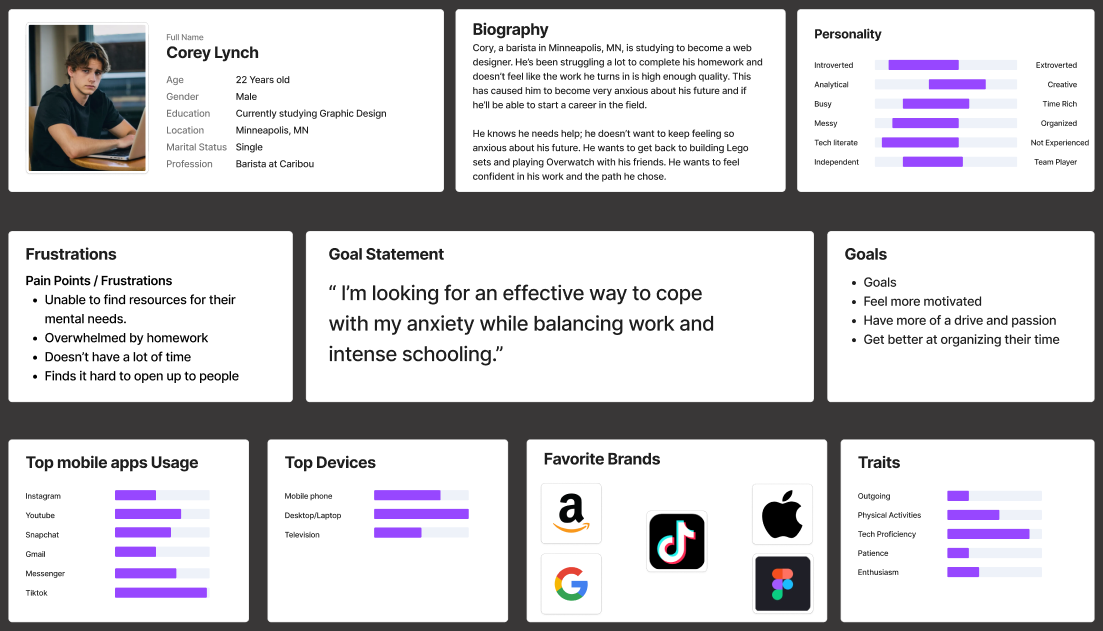 Full Name
Corey Lynch
Age 22 Years old
Gender Male
Education Currently studying Graphic Design
Location Minneapolis, MN
Marital Status Single
Profession Barista at Caribou
Biography
Cory, a barista in Minneapolis, MN, is studying to become a web
designer. He's been struggling a lot to complete his homework and
doesn't feel like the work he turns in is high enough quality. This
has caused him to become very anxious about his future and if
he'll be able to start a career in the field.
He knows he needs help; he doesn't want to keep feeling so
anxious about his future. He wants to get back to building Lego
sets and playing Overwatch with his friends. He wants to feel
confident in his work and the path he chose.
Personality
Introverted Extroverted
Analytical Creative
Busy Time Rich
Messy Organized
Tech literate Not Experienced
Independent Team Player
Frustrations
Pain Points / Frustrations
• Unable to find resources for their
mental needs.
• Overwhelmed by homework
• Doesn't have a lot of time
• Finds it hard to open up to people
Goal Statement
“ I'm looking for an effective way to cope
with my anxiety while balancing work and
intense schooling.”
Goals
• Goals
• Feel more motivated
• Have more of a drive and passion
• Get better at organizing their time
Top mobile apps Usage
Instagram
Youtube
Snapchat
Gmail
Messenger
Tiktok
Top Devices
Mobile phone
Desktop/Laptop
Television
Favorite Brands
a
G
Traits
Outgoing
Physical Activities
Tech Proficiency
Patience
Enthusiasm